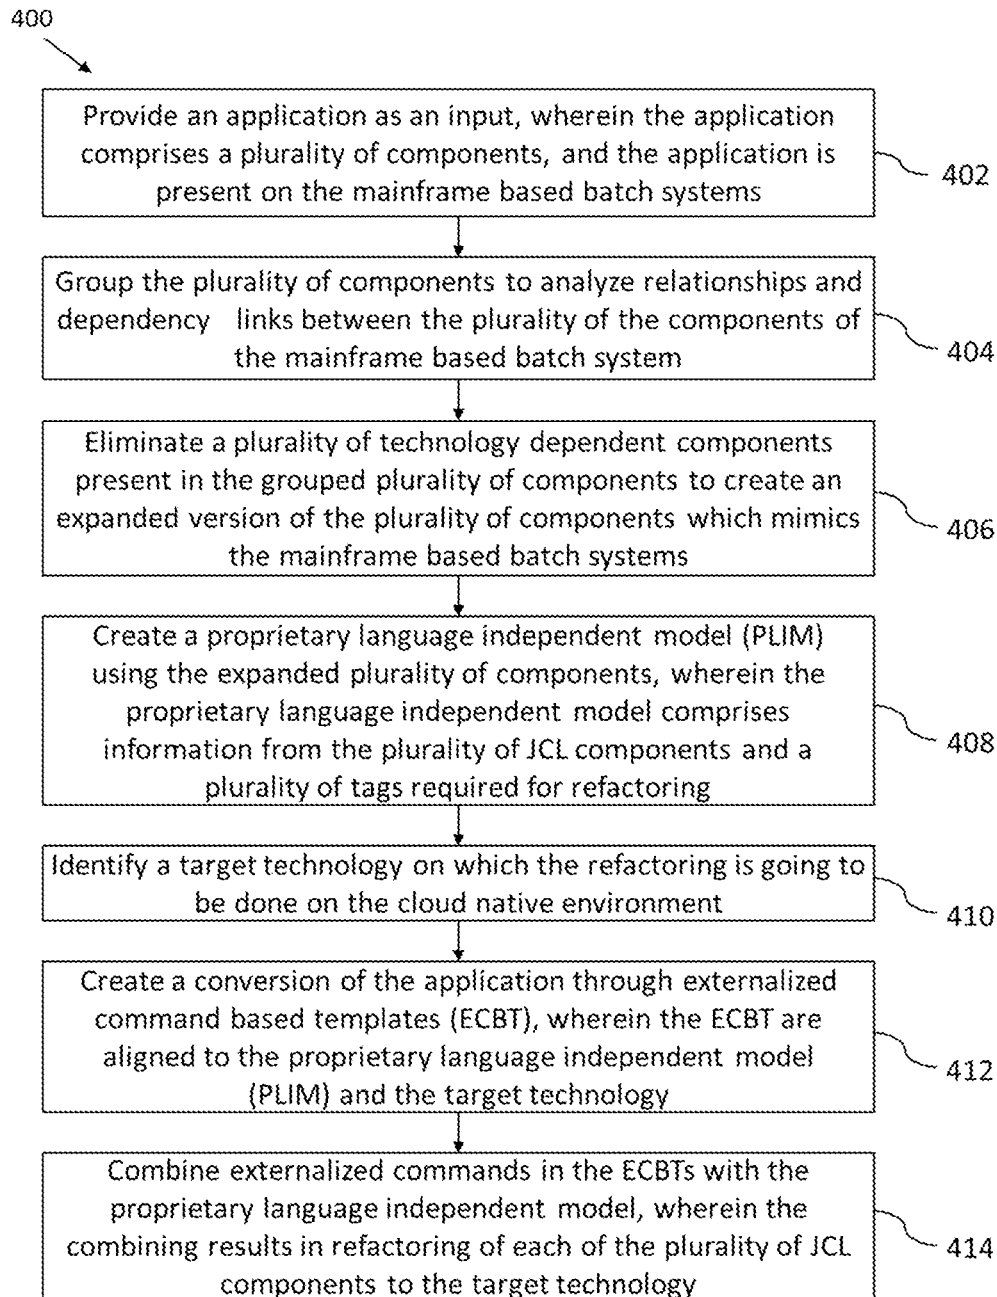 400
Provide an application as an input, wherein the application
comprises a plurality of components, and the application is
present on the mainframe based batch systems
402
Group the plurality of components to analyze relationships and
dependency links between the plurality of the components of
the mainframe based batch system
404
Eliminate a plurality of technology dependent components
present in the grouped plurality of components to create an
expanded version of the plurality of components which mimics
the mainframe based batch systems
406
Create a proprietary language independent model (PLIM)
using the expanded plurality of components, wherein the
proprietary language independent model comprises
information from the plurality of JCL components and a
plurality of tags required for refactoring
408
Identify a target technology on which the refactoring is going to
be done on the cloud native environment
410
Create a conversion of the application through externalized
command based templates (ECBT), wherein the ECBT are
aligned to the proprietary language independent model
(PLIM) and the target technology
412
Combine externalized commands in the ECBTs with the
proprietary language independent model, wherein the
combining results in refactoring of each of the plurality of JCL
components to the target technology
414